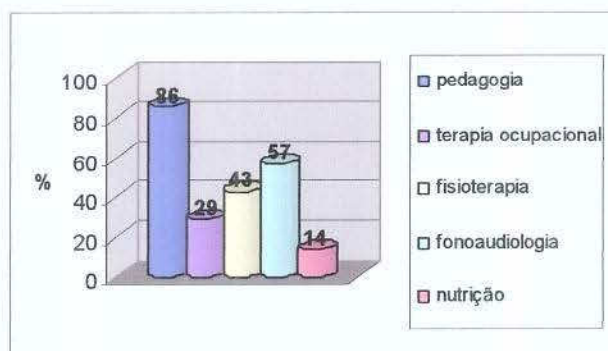 100
80
60
40
20
0
%
86
29
43
57
14
pedagogia
terapia ocupacional
fisioterapia
fonoaudiologia
nutrição